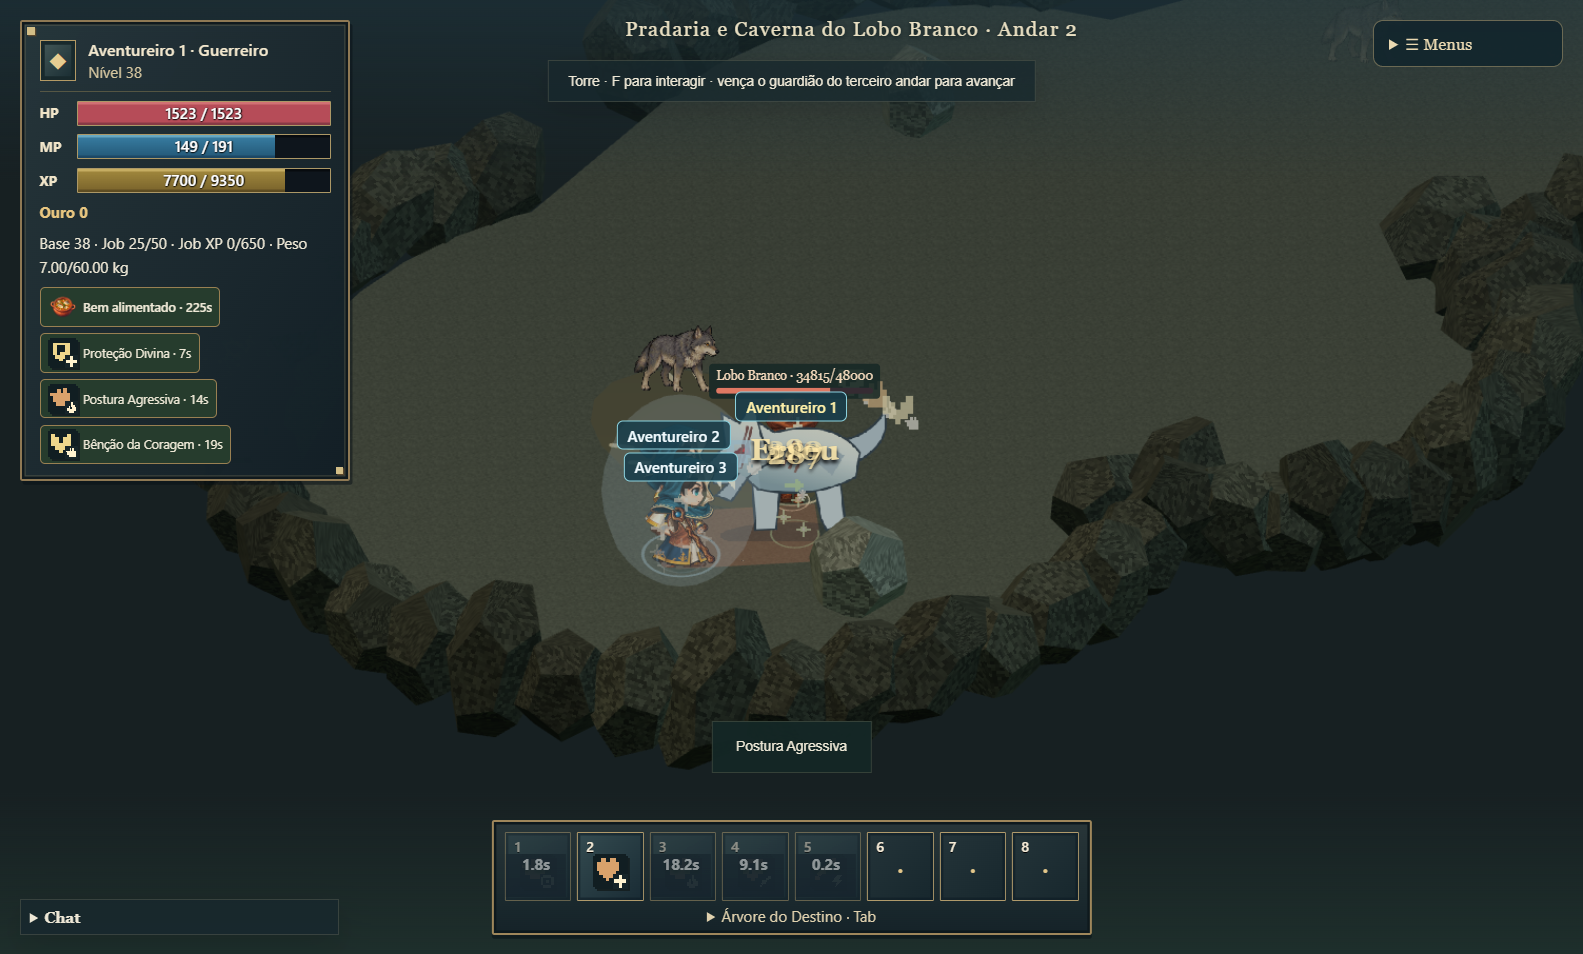 Aventureiro 1 · Guerreiro
Nível 38
HP
1523 / 1523
MP
149 / 191
XP
7700 / 9350
Ouro 0
Base 38 · Job 25/50 · Job XP 0/650 · Peso
7.00/60.00 kg
Bem alimentado · 225s
Proteção Divina · 7s
Postura Agressiva · 14s
Bênção da Coragem · 19s
Pradaria e Caverna do Lobo Branco · Andar 2
Torre · F para interagir · vença o guardião do terceiro andar para avançar
▶ ☰ Menus
Lobo Branco · 34815/48000
Aventureiro 1
Aventureiro 2
Aventureiro 3
Postura Agressiva
1
1.8s
2
3
18.2s
4
9.1s
5
0.2s
6
7
8
▶ Árvore do Destino · Tab
▶ Chat